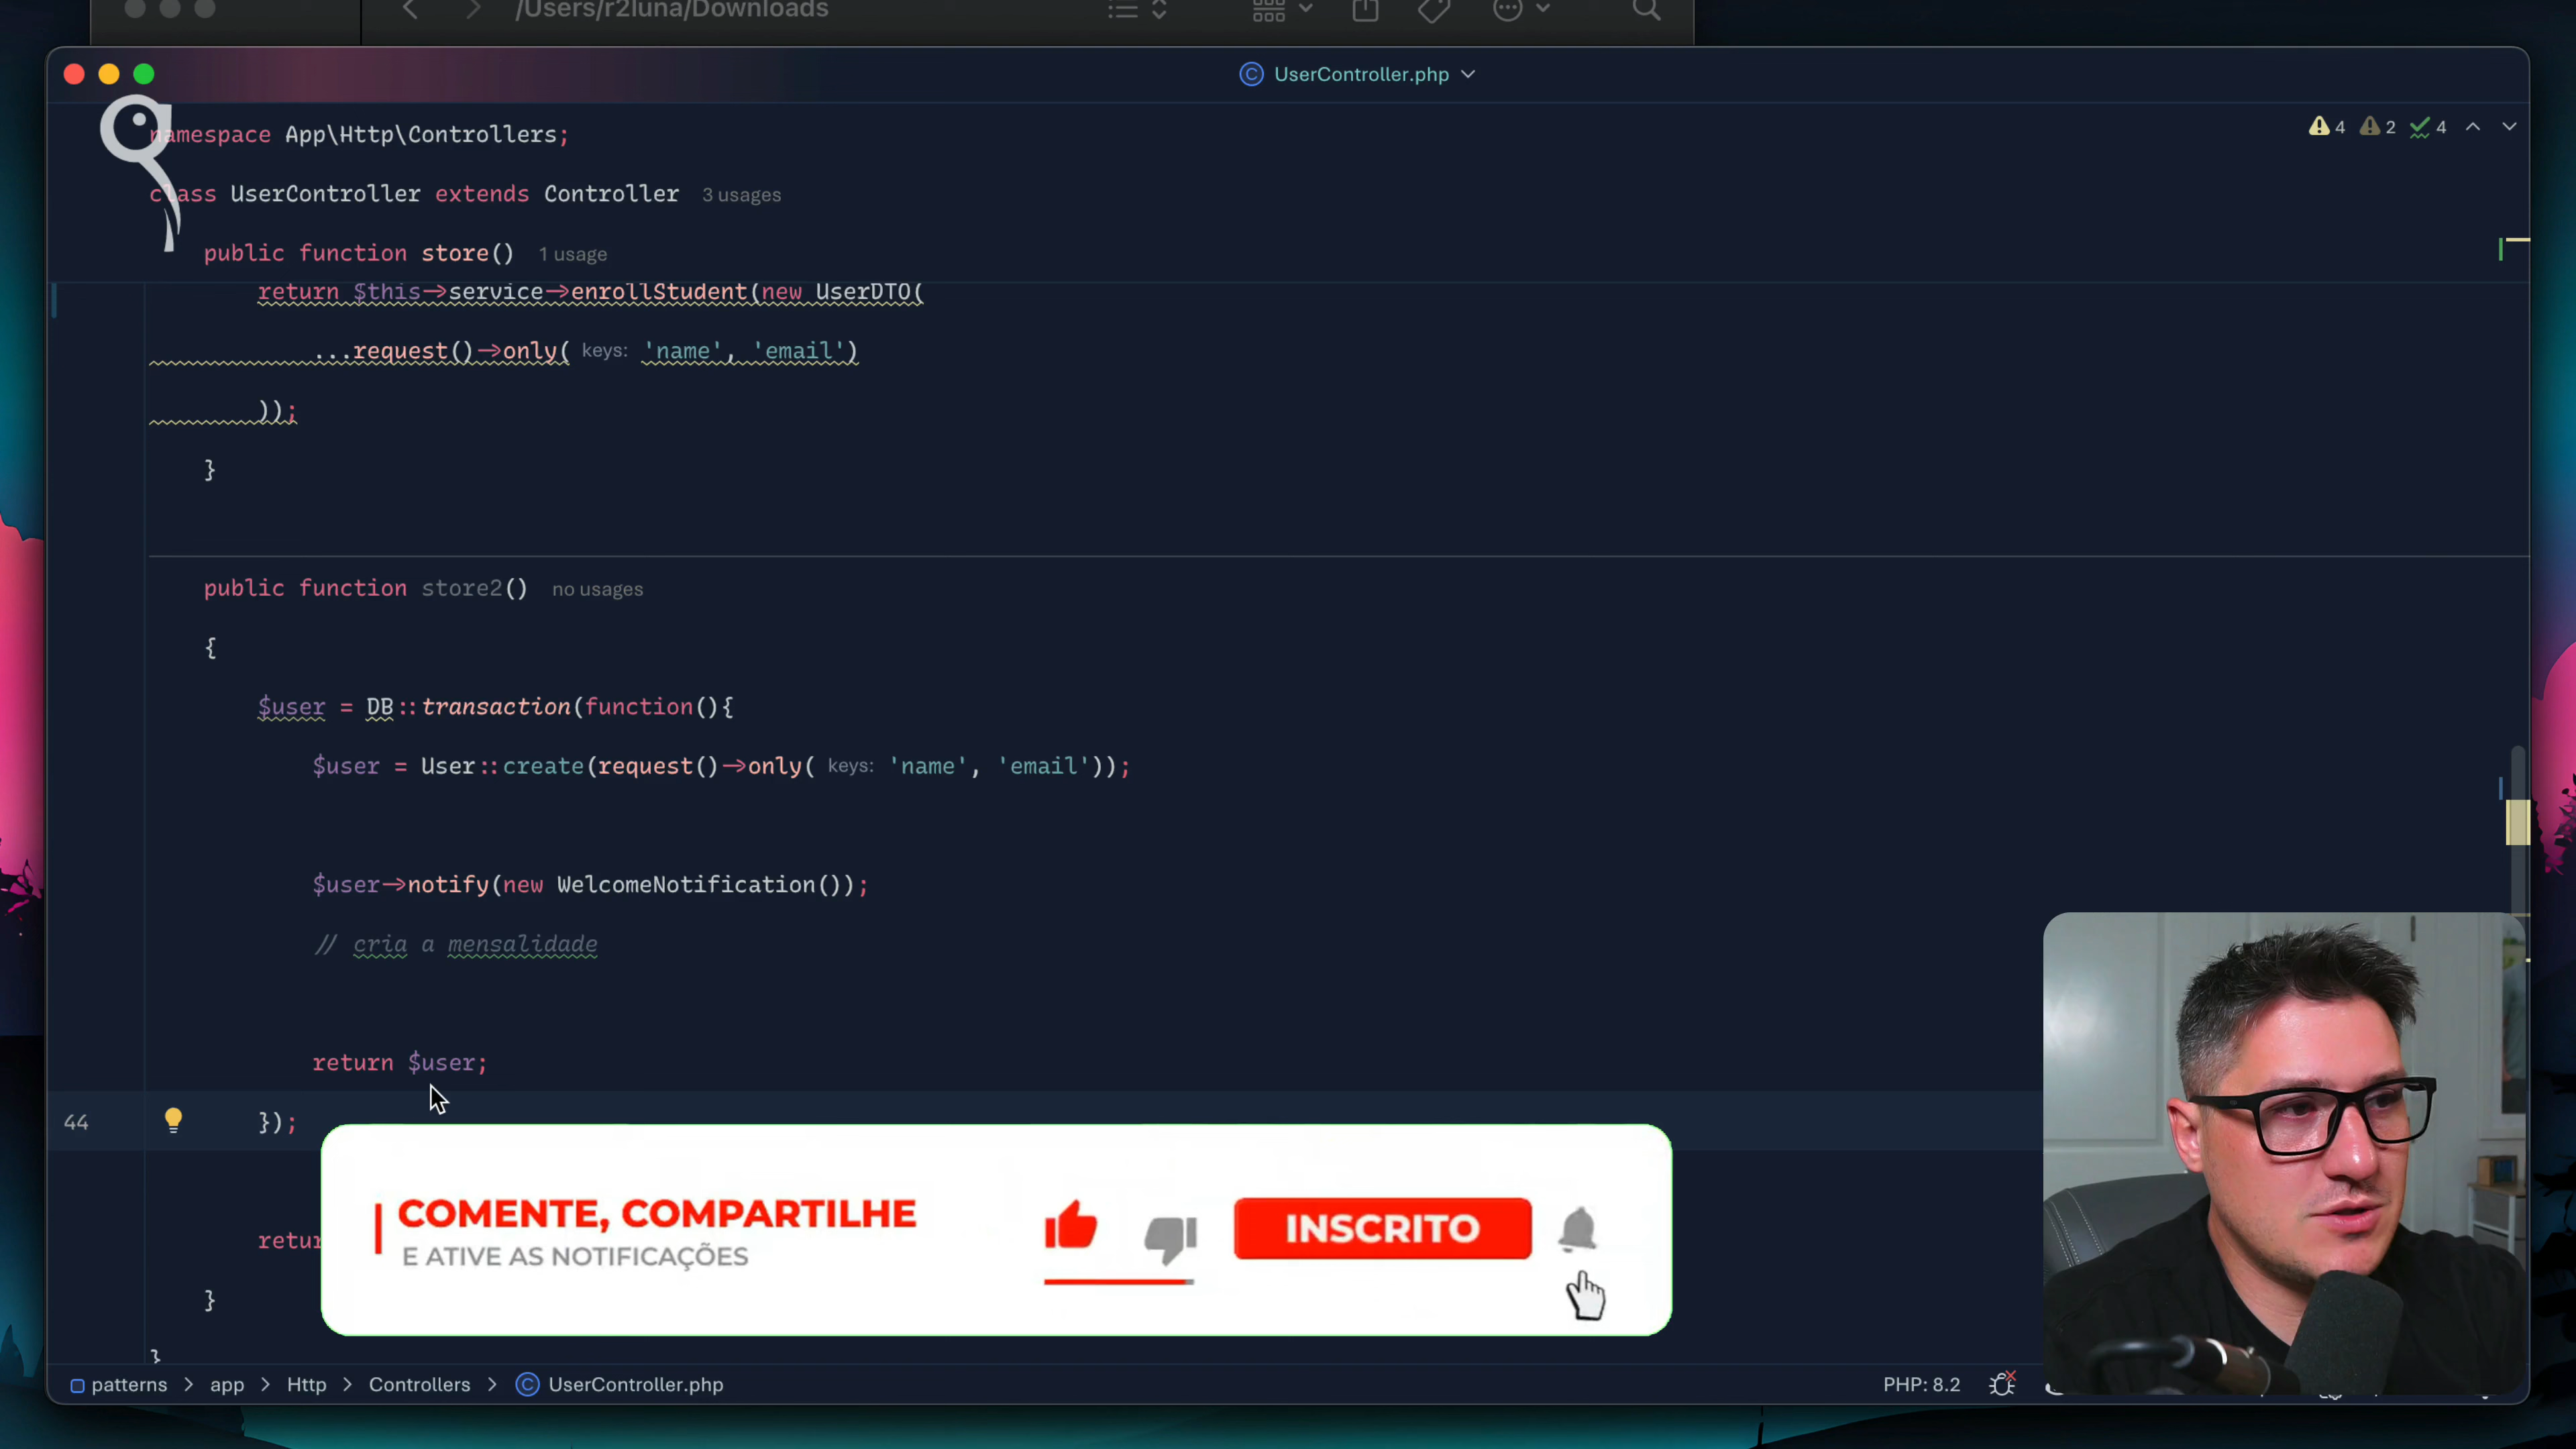 /Users/r2luna/Downloads
UserController.php
namespace App\Http\Controllers;
4 2 4
class UserController extends Controller 3 usages
public function store() 1 usage
return $this->service->enrollStudent(new UserDTO(
...request()->only( keys: 'name', 'email')
));
}
public function store2() no usages
{
$user = DB::transaction(function(){
$user = User::create(request()->only( keys: 'name', 'email'));
$user->notify(new WelcomeNotification());
// cria a mensalidade
return $user;
44 });
COMENTE, COMPARTILHE
E ATIVE AS NOTIFICAÇÕES
INSCRITO
}
}
patterns > app > Http > Controllers > UserController.php
PHP: 8.2